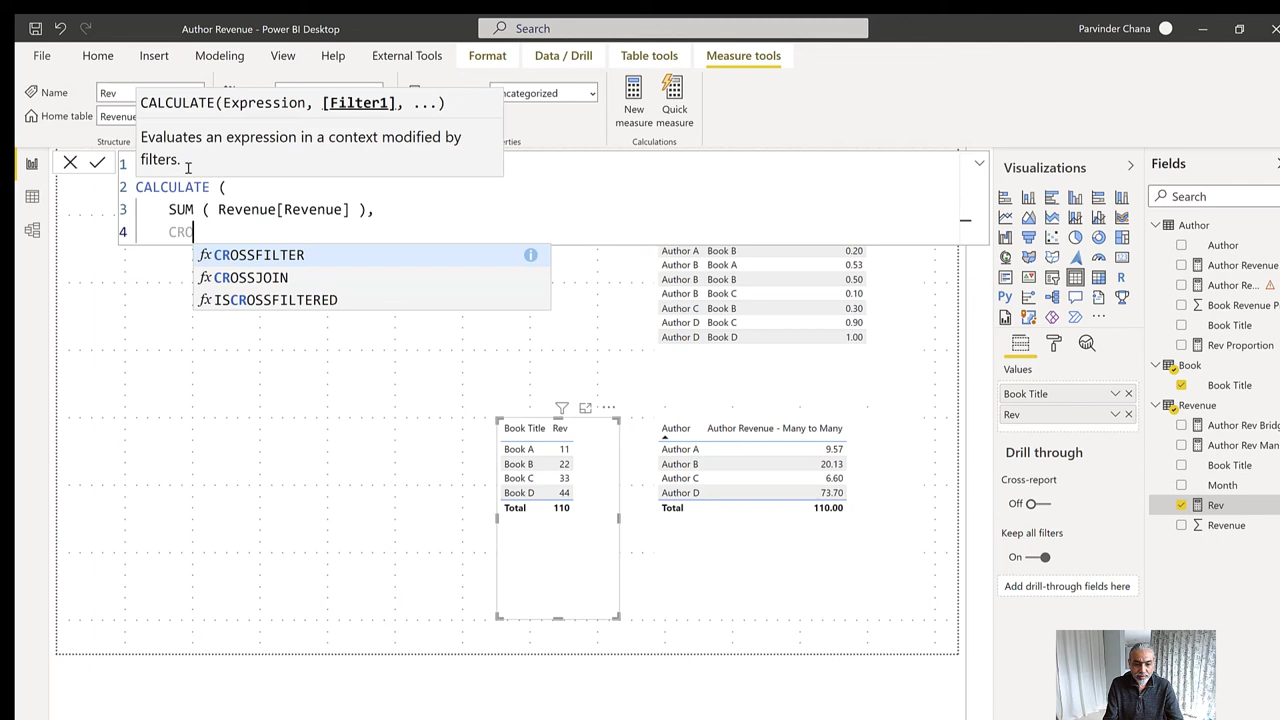 Author Revenue - Power BI Desktop
Search
Parvinder Chana
File Home Insert Modeling View Help External Tools Format Data / Drill Table tools Measure tools
Name Rev
Home table Revenue
Structure
CALCULATE(Expression, [Filter1], ...)
Evaluates an expression in a context modified by
filters.
ncategorized
New
measure
Quick
measure
Calculations
1
2 CALCULATE (
3 SUM ( Revenue[Revenue] ),
4 CRO
fx CROSSFILTER
fx CROSSJOIN
fx ISCROSSFILTERED
Author A Book B 0.20
Author B Book A 0.53
Author B Book B 0.50
Author B Book C 0.10
Author C Book B 0.30
Author D Book C 0.90
Author D Book D 1.00
Book Title Rev
Book A 11
Book B 22
Book C 33
Book D 44
Total 110
Author Author Revenue - Many to Many
Author A 9.57
Author B 20.13
Author C 6.60
Author D 73.70
Total 110.00
Visualizations
R
Py
Values
Book Title
Rev
Drill through
Cross-report
Off
Keep all filters
On
Add drill-through fields here
Fields
Search
Author
Author
Author Revenue
Author Re...
Book Revenue P
Book Title
Rev Proportion
Book
Book Title
Revenue
Author Rev Bridg
Author Rev Man
Book Title
Month
Rev
Revenue